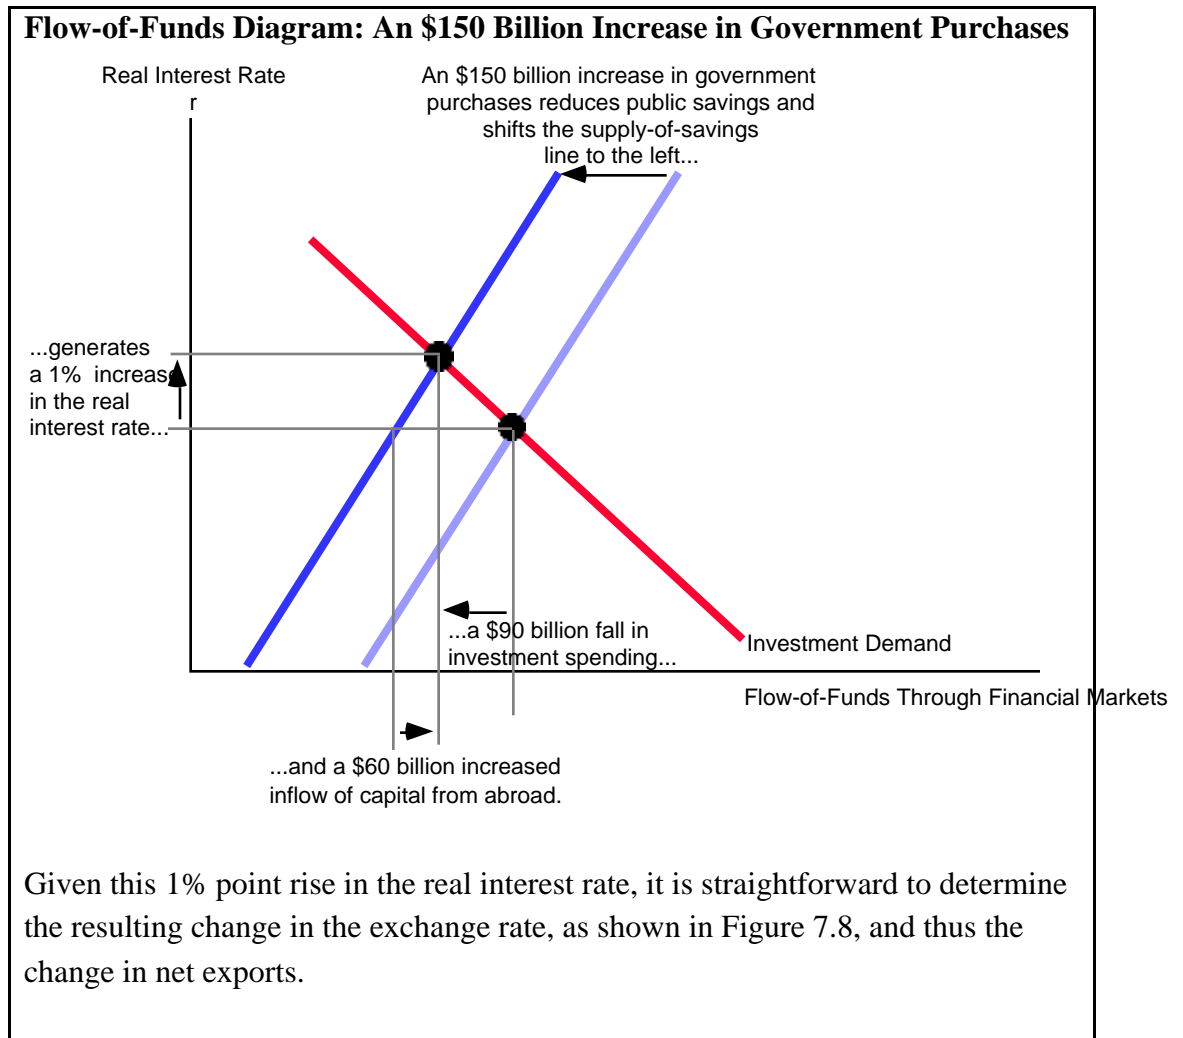 Flow-of-Funds Diagram: An $150 Billion Increase in Government Purchases
Real Interest Rate
r
An $150 billion increase in government
purchases reduces public savings and
shifts the supply-of-savings
line to the left...
...generates
a 1% increase
in the real
interest rate...
...a $90 billion fall in
investment spending...
Investment Demand
Flow-of-Funds Through Financial Markets
...and a $60 billion increased
inflow of capital from abroad.
Given this 1% point rise in the real interest rate, it is straightforward to determine
the resulting change in the exchange rate, as shown in Figure 7.8, and thus the
change in net exports.